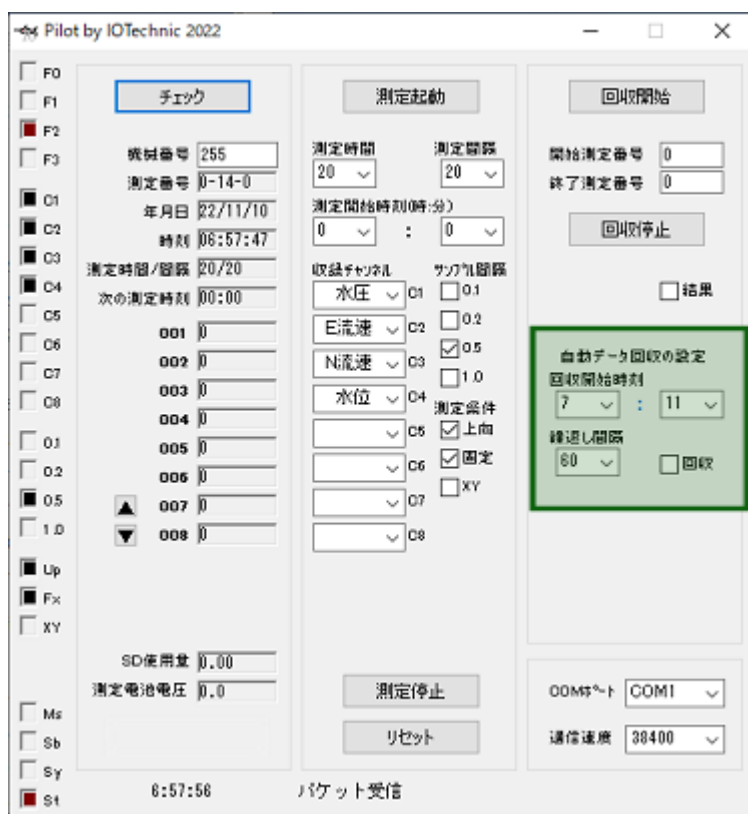 Pilot by IOTechnic 2022
F0
F1
F2
F3
C1
C2
C3
C4
C5
C6
C7
C8
0.1
0.2
0.5
1.0
Up
Fx
XY
Ms
Sb
Sy
St
チェック
機械番号 255
測定番号 0-14-0
年月日 22/11/10
時刻 06:57:47
測定時間/間隔 20/20
次の測定時刻 00:00
001 0
002 0
003 0
004 0
005 0
006 0
▲ 007 0
▼ 008 0
SD使用量 0.00
測定電池電圧 0.0
6:57:56
測定起動
測定時間 測定間隔
20 20
測定開始時刻(時:分)
0 : 0
収録チャンネル サンプル間隔
水圧 C1 0.1
E流速 C2 0.2
N流速 C3 0.5
水位 C4 1.0
測定条件
C5 上向
C6 固定
C7 XY
C8
測定停止
リセット
パケット受信
回収開始
開始測定番号 0
終了測定番号 0
回収停止
結果
自動データ回収の設定
回収開始時刻
7 : 11
繰返し間隔
60 回収
COMポート COM1
通信速度 38400